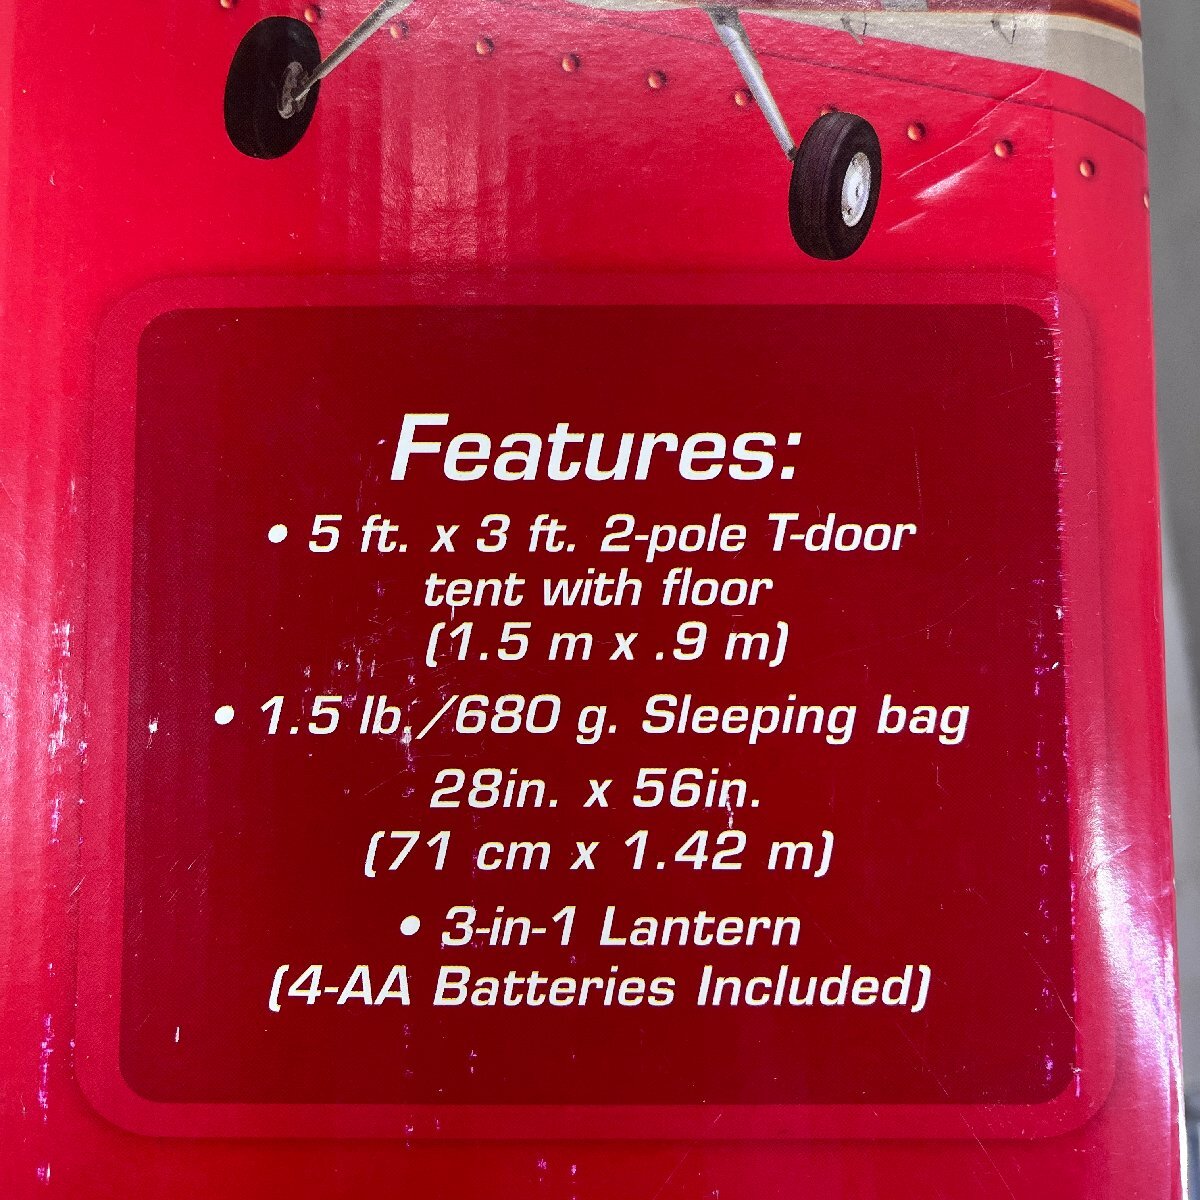 Features:
• 5 ft. x 3 ft. 2-pole T-door
tent with floor
(1.5 m x .9 m)
• 1.5 lb./680 g. Sleeping bag
28in. x 56in.
(71 cm x 1.42 m)
• 3-in-1 Lantern
(4-AA Batteries Included)